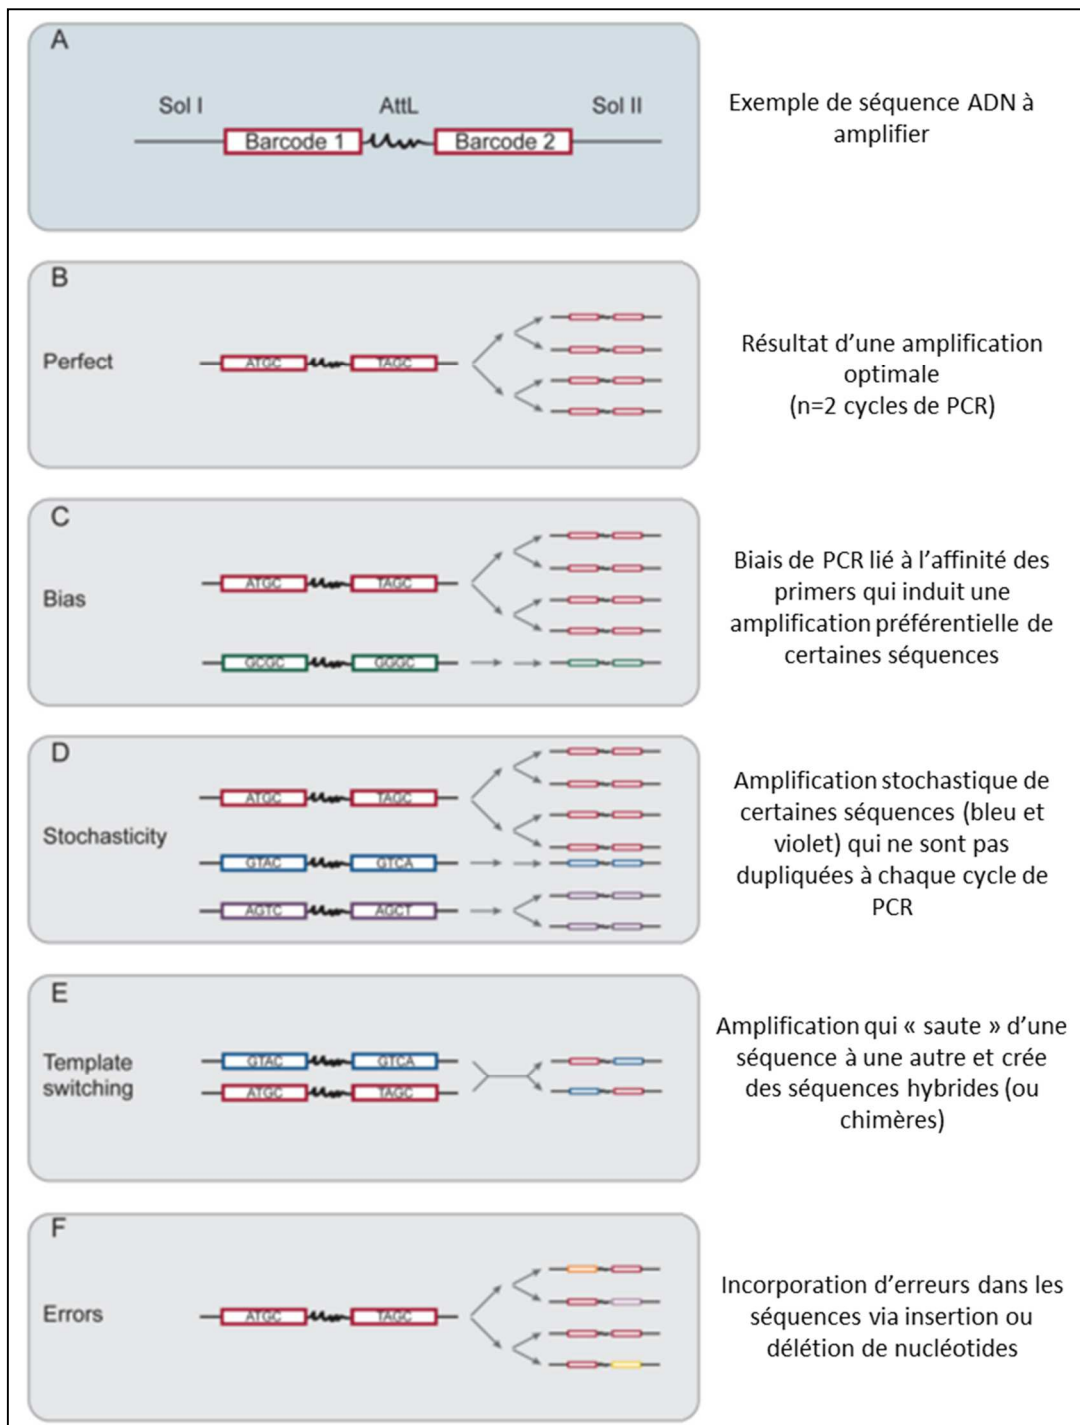 A
Sol I AttL Sol II
Barcode 1 Barcode 2
Exemple de séquence ADN à
amplifier
B
Perfect
ATGC TAGC
Résultat d’une amplification
optimale
(n=2 cycles de PCR)
C
Bias
ATGC TAGC
GCGC GGGC
Biais de PCR lié à l’affinité des
primers qui induit une
amplification préférentielle de
certaines séquences
D
Stochasticity
ATGC TAGC
GTAC GTCA
AGTC AGCT
Amplification stochastique de
certaines séquences (bleu et
violet) qui ne sont pas
dupliquées à chaque cycle de
PCR
E
Template
switching
GTAC GTCA
ATGC TAGC
Amplification qui « saute » d’une
séquence à une autre et crée
des séquences hybrides (ou
chimères)
F
Errors
ATGC TAGC
Incorporation d’erreurs dans les
séquences via insertion ou
délétion de nucléotides